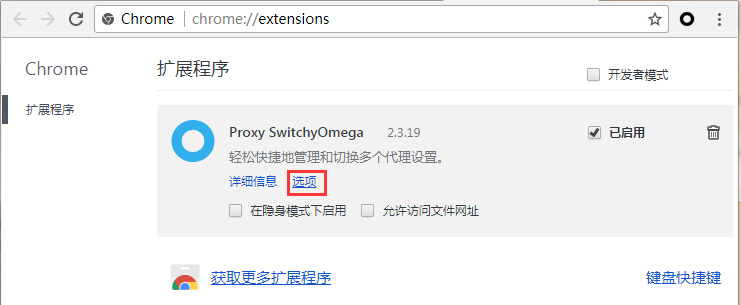 Chrome chrome://extensions
Chrome
扩展程序
扩展程序
开发者模式
Proxy SwitchyOmega 2.3.19
已启用
轻松快捷地管理和切换多个代理设置。
详细信息 选项
在隐身模式下启用 允许访问文件网址
获取更多扩展程序
键盘快捷键